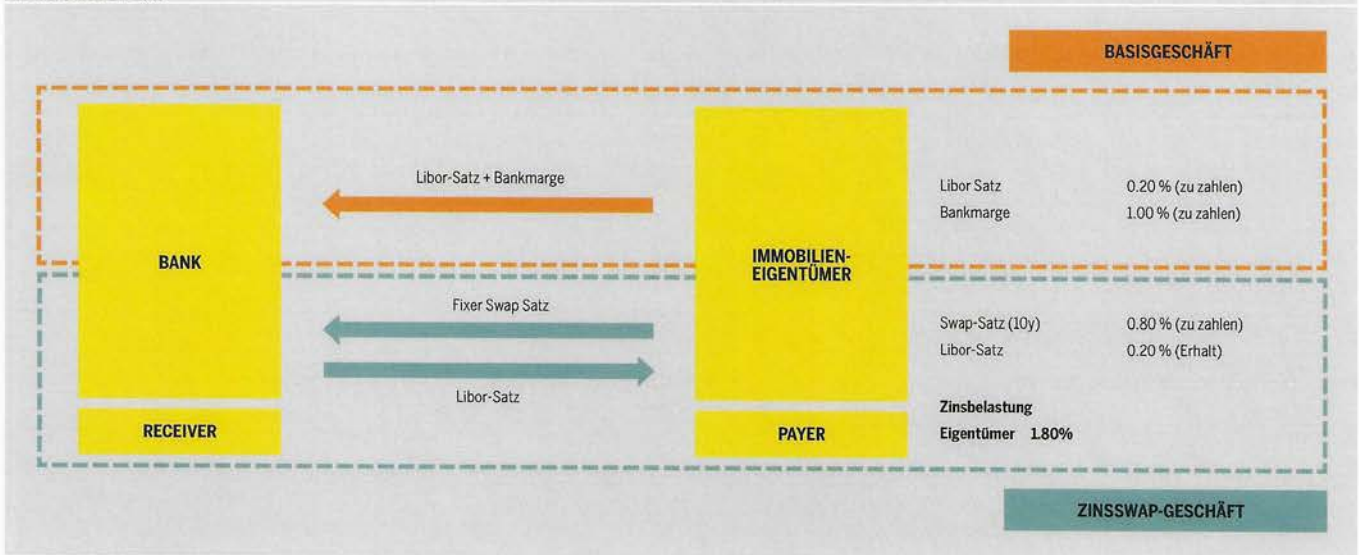 BASISGESCHÄFT
Libor-Satz + Bankmarge
Libor Satz 0.20 % (zu zahlen)
Bankmarge 1.00 % (zu zahlen)
BANK
IMMOBILIEN-
EIGENTÜMER
Fixer Swap Satz
Swap-Satz (10y) 0.80 % (zu zahlen)
Libor-Satz 0.20 % (Erhalt)
Libor-Satz
Zinsbelastung
Eigentümer 1.80%
RECEIVER
PAYER
ZINSSWAP-GESCHÄFT